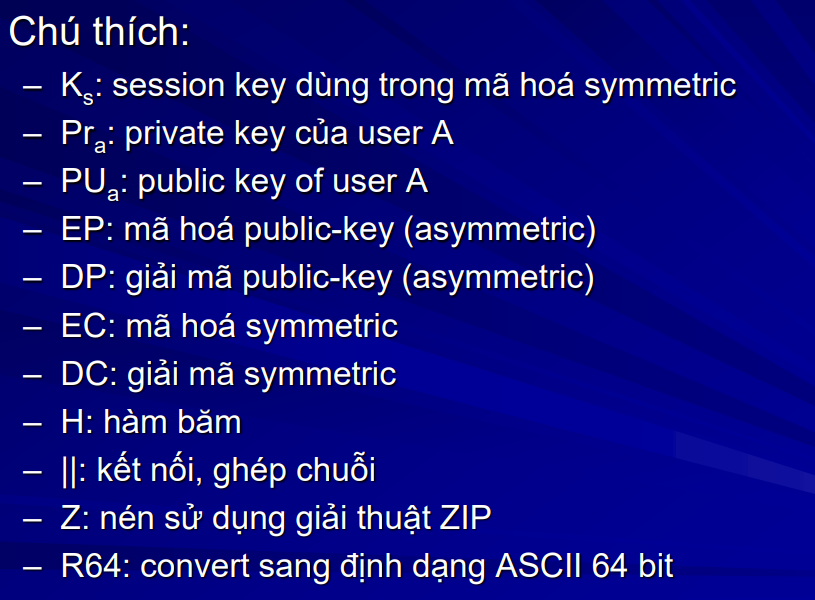 Chú thích:
– Ks: session key dùng trong mã hoá symmetric
– Pra: private key của user A
– PUa: public key of user A
– EP: mã hoá public-key (asymmetric)
– DP: giải mã public-key (asymmetric)
– EC: mã hoá symmetric
– DC: giải mã symmetric
– H: hàm băm
– ||: kết nối, ghép chuỗi
– Z: nén sử dụng giải thuật ZIP
– R64: convert sang định dạng ASCII 64 bit